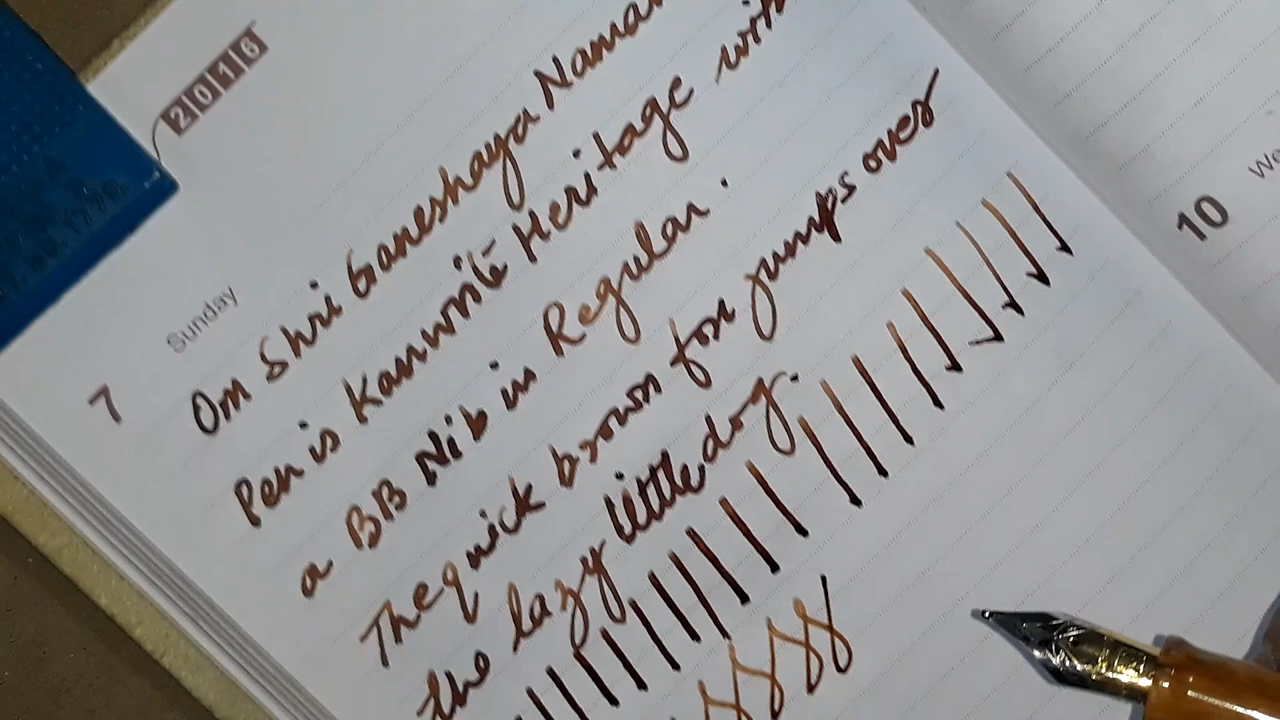 2016
Sunday
7
Om Shri Ganeshaya Namah
Pen is Kanwrite Heritage with
a BB Nib in Regular.
The quick brown fox jumps over
the lazy little dog.
10
We